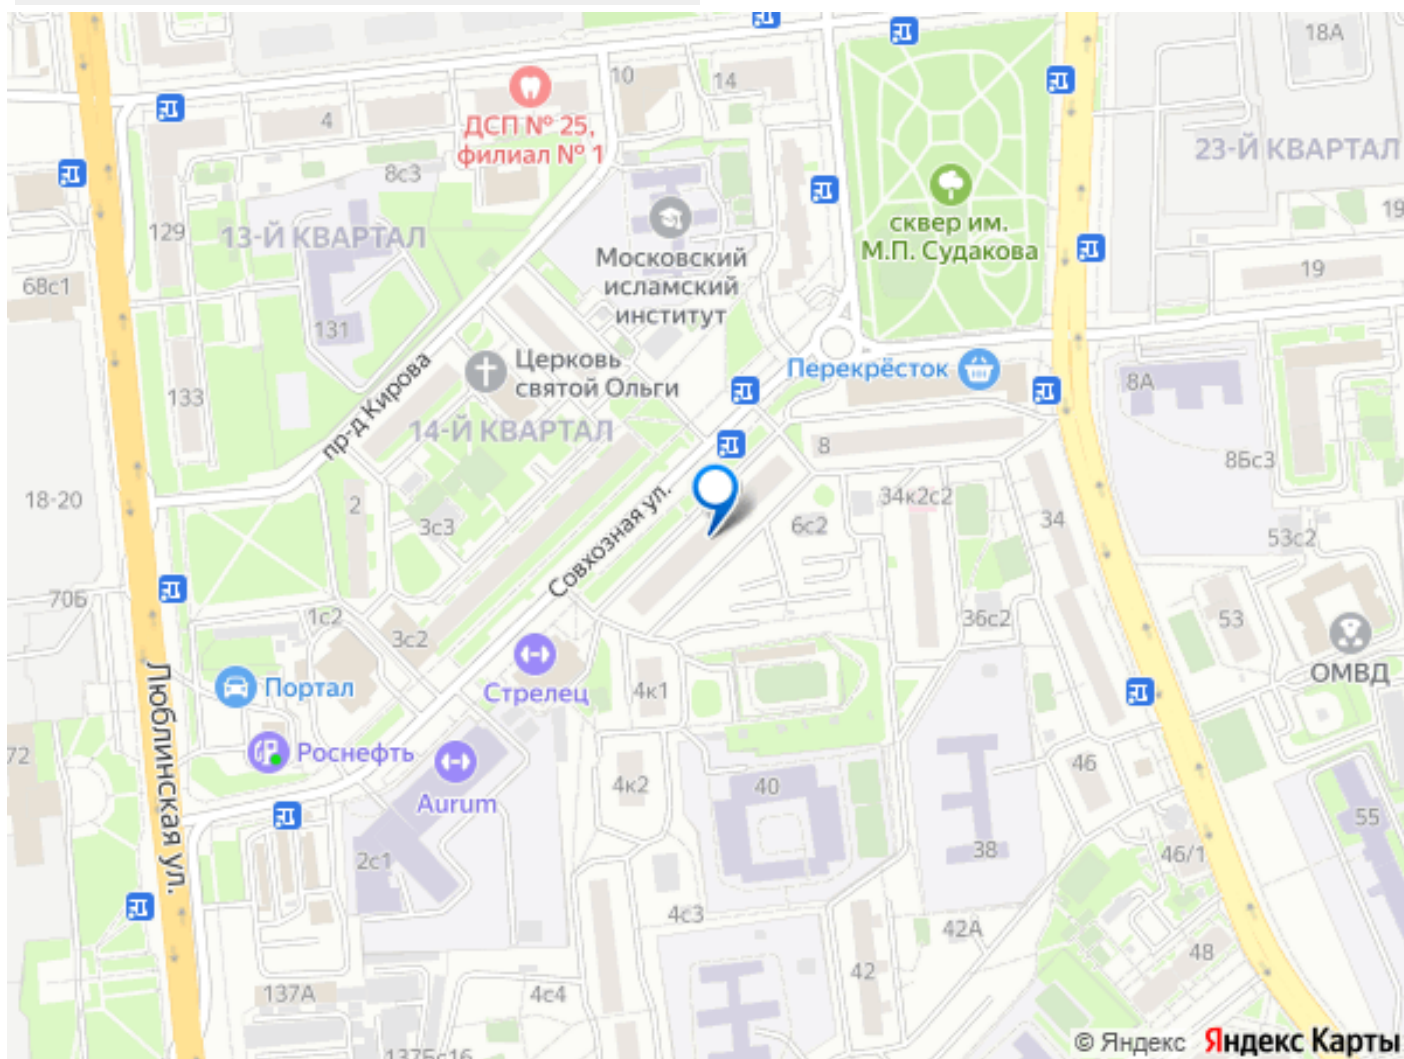 18А
10
14
4
ДСП № 25,
филиал № 1
8с3
23-Й КВАРТАЛ
сквер им.
М.П. Судакова
19
129
13-Й КВАРТАЛ
Московский
исламский
институт
19
68с1
131
Церковь
святой Ольги
Перекрёсток
8А
133
пр-д Кирова
14-Й КВАРТАЛ
8
8Бс3
18-20
2
3с3
Совхозная ул.
34к2с2
6с2
34
53с2
70Б
1с2
3с2
36с2
53
ОМВД
Портал
Стрелец
4к1
Люблинская ул.
72
Роснефть
Aurum
4к2
40
46
55
2с1
38
46/1
4с3
42А
48
42
137А
4с4
137Бс16
© Яндекс Яндекс Карты